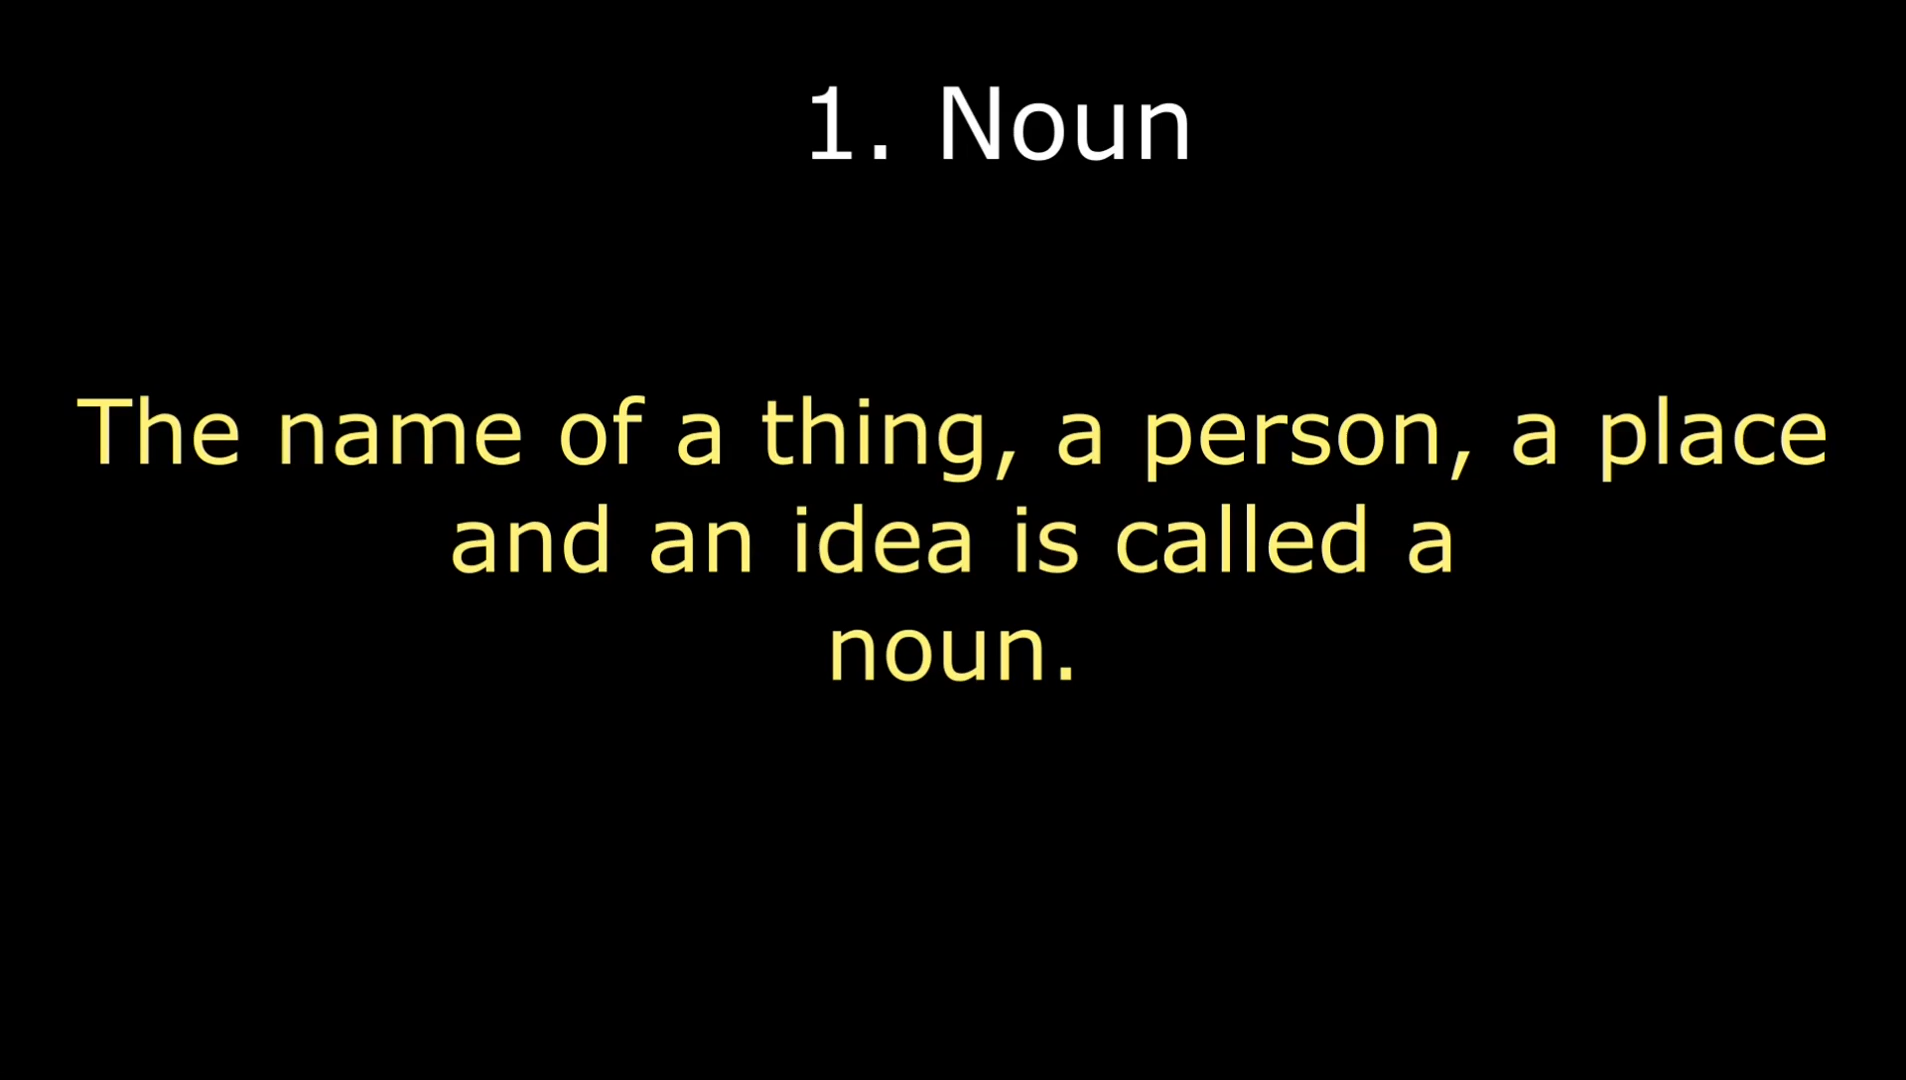 1. Noun
The name of a thing, a person, a place
and an idea is called a
noun.